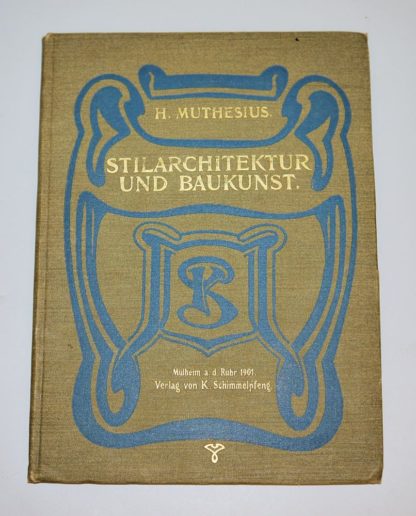 H. MUTHESIUS.
STILARCHITEKTUR
UND BAUKUNST.
Mülheim a. d. Ruhr 1901.
Verlag von K. Schimmelpfeng.